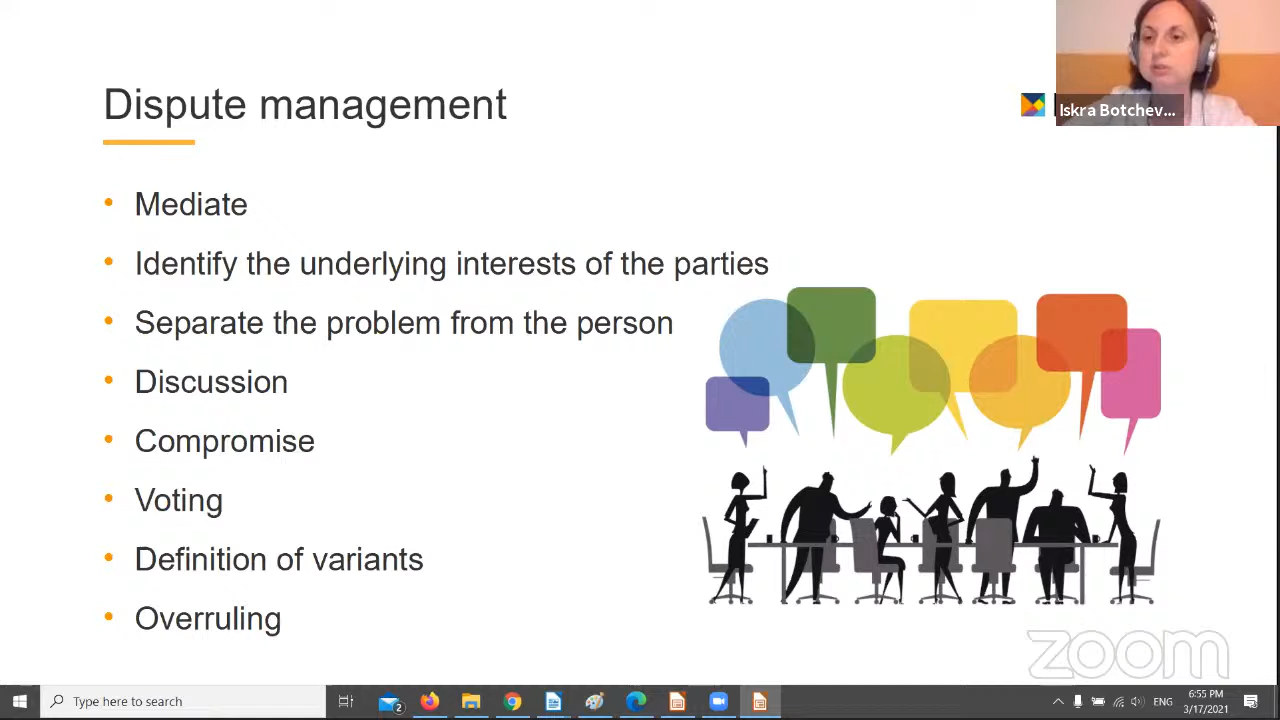 Dispute management
Iskra Botchev...
Mediate
Identify the underlying interests of the parties
Separate the problem from the person
Discussion
Compromise
Voting
Definition of variants
Overruling
zoom
Type here to search
2
ENG
6:55 PM
3/17/2021